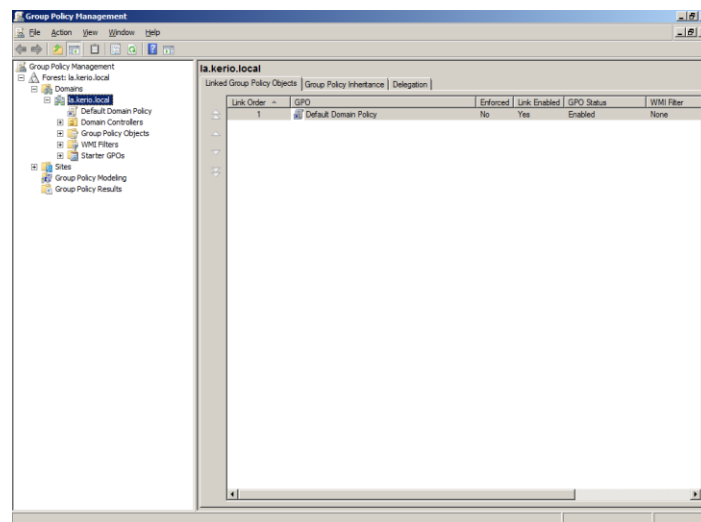 Group Policy Management
File Action View Window Help
Group Policy Management
Forest: la.kerio.local
Domains
la.kerio.local
Default Domain Policy
Domain Controllers
Group Policy Objects
WMI Filters
Starter GPOs
Sites
Group Policy Modeling
Group Policy Results
la.kerio.local
Linked Group Policy Objects Group Policy Inheritance Delegation
Link Order GPO Enforced Link Enabled GPO Status WMI Filter
1 Default Domain Policy No Yes Enabled None